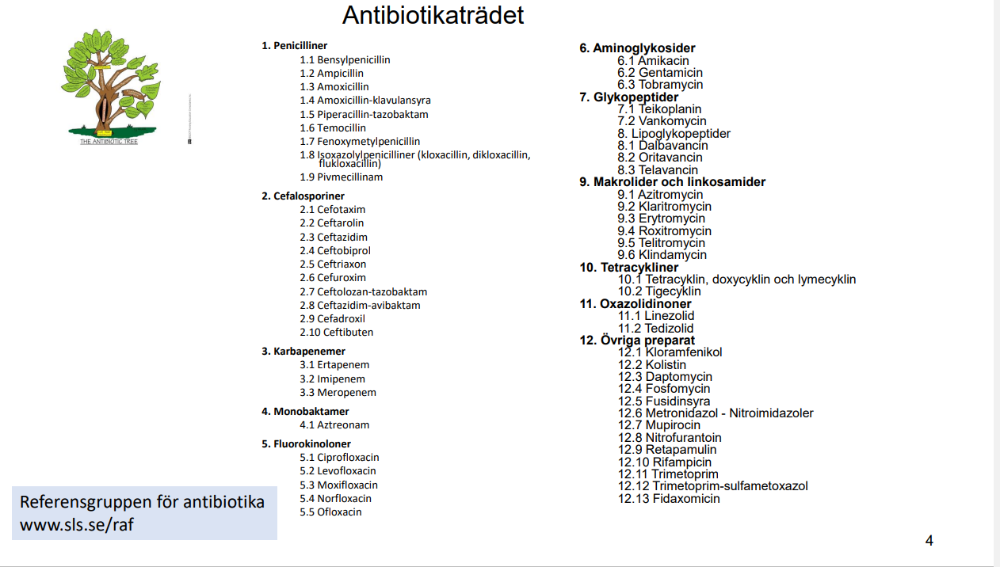 Antibiotikaträdet
THE ANTIBIOTIC TREE
1. Penicilliner
1.1 Bensylpenicillin
1.2 Ampicillin
1.3 Amoxicillin
1.4 Amoxicillin-klavulansyra
1.5 Piperacillin-tazobaktam
1.6 Temocillin
1.7 Fenoxymetylpenicillin
1.8 Isoxazolylpenicilliner (kloxacillin, dikloxacillin,
flukloxacillin)
1.9 Pivmecillinam
2. Cefalosporiner
2.1 Cefotaxim
2.2 Ceftarolin
2.3 Ceftazidim
2.4 Ceftobiprol
2.5 Ceftriaxon
2.6 Cefuroxim
2.7 Ceftolozan-tazobaktam
2.8 Ceftazidim-avibaktam
2.9 Cefadroxil
2.10 Ceftibuten
3. Karbapenemer
3.1 Ertapenem
3.2 Imipenem
3.3 Meropenem
4. Monobaktamer
4.1 Aztreonam
5. Fluorokinoloner
5.1 Ciprofloxacin
5.2 Levofloxacin
5.3 Moxifloxacin
5.4 Norfloxacin
5.5 Ofloxacin
6. Aminoglykosider
6.1 Amikacin
6.2 Gentamicin
6.3 Tobramycin
7. Glykopeptider
7.1 Teikoplanin
7.2 Vankomycin
8. Lipoglykopeptider
8.1 Dalbavancin
8.2 Oritavancin
8.3 Telavancin
9. Makrolider och linkosamider
9.1 Azitromycin
9.2 Klaritromycin
9.3 Erytromycin
9.4 Roxitromycin
9.5 Telitromycin
9.6 Klindamycin
10. Tetracykliner
10.1 Tetracyklin, doxycyklin och lymecyklin
10.2 Tigecyklin
11. Oxazolidinoner
11.1 Linezolid
11.2 Tedizolid
12. Övriga preparat
12.1 Kloramfenikol
12.2 Kolistin
12.3 Daptomycin
12.4 Fosfomycin
12.5 Fusidinsyra
12.6 Metronidazol - Nitroimidazoler
12.7 Mupirocin
12.8 Nitrofurantoin
12.9 Retapamulin
12.10 Rifampicin
12.11 Trimetoprim
12.12 Trimetoprim-sulfametoxazol
12.13 Fidaxomicin
Referensgruppen för antibiotika
www.sls.se/raf
4